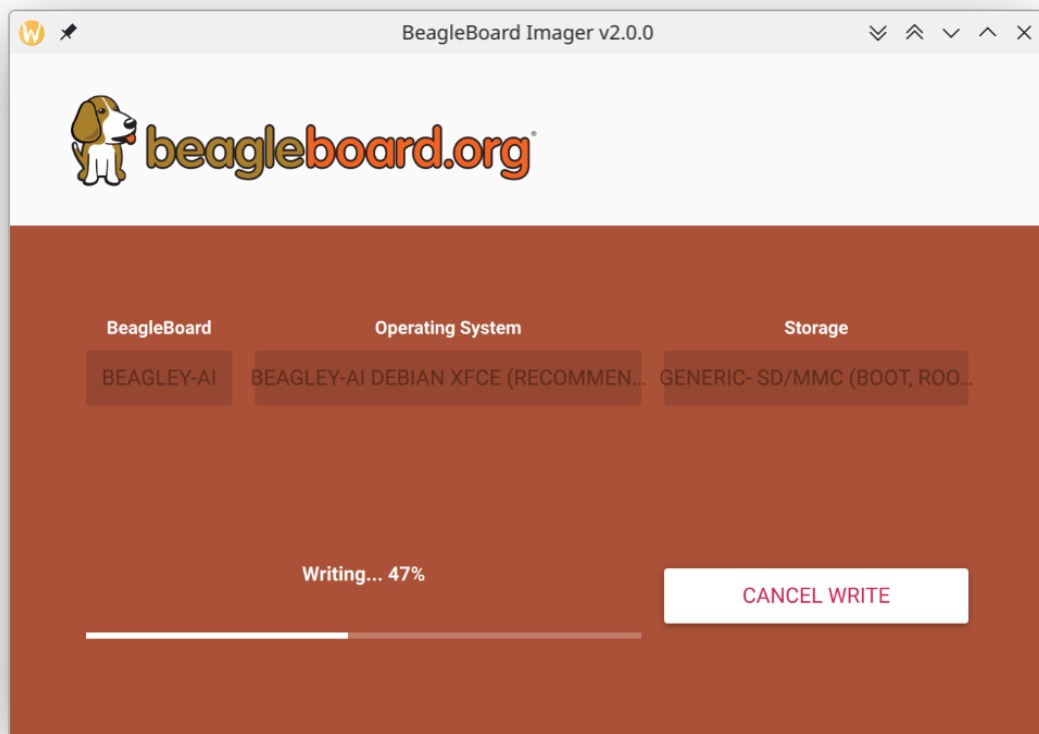 BeagleBoard Imager v2.0.0
beagleboard.org®
BeagleBoard Operating System Storage
BEAGLEY-AI BEAGLEY-AI DEBIAN XFCE (RECOMMEN... GENERIC- SD/MMC (BOOT, ROO...
Writing... 47%
CANCEL WRITE